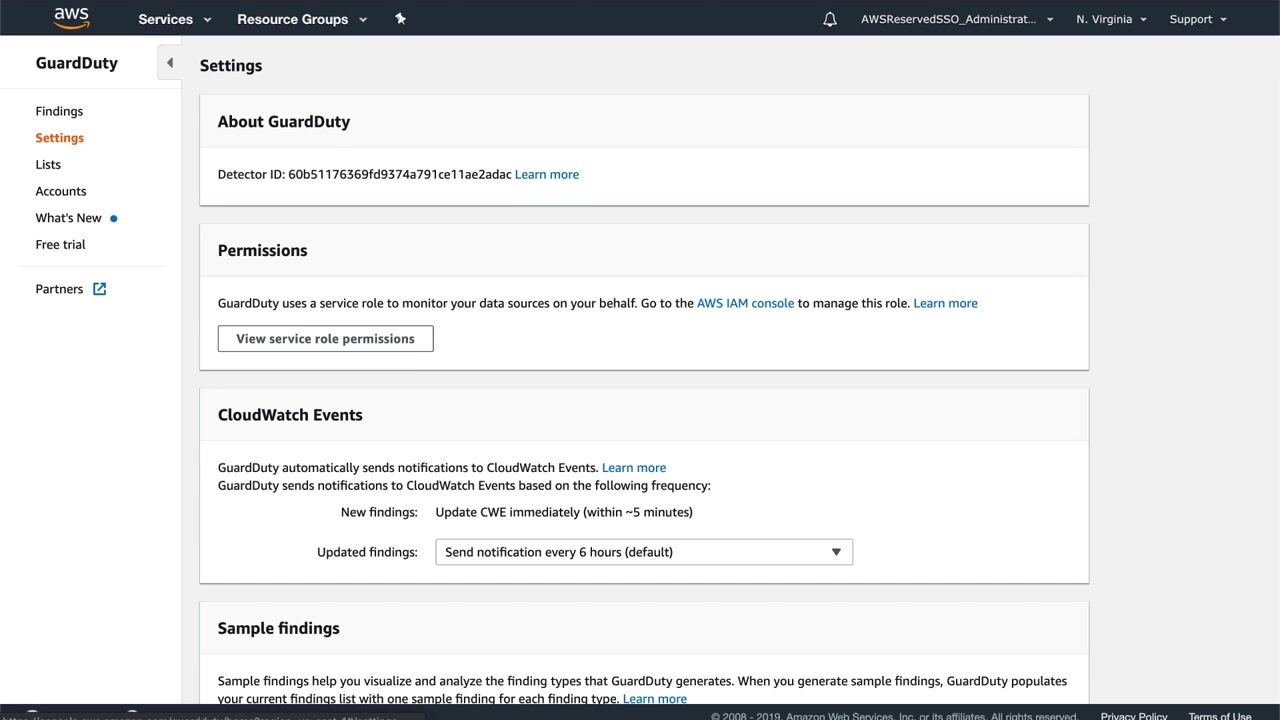 aws
Services
Resource Groups
AWSReservedSSO_Administrat...
N. Virginia
Support
GuardDuty
Findings
Settings
Lists
Accounts
What's New
Free trial
Partners
Settings
About GuardDuty
Detector ID: 60b51176369fd9374a791ce11ae2adac Learn more
Permissions
GuardDuty uses a service role to monitor your data sources on your behalf. Go to the AWS IAM console to manage this role. Learn more
View service role permissions
CloudWatch Events
GuardDuty automatically sends notifications to CloudWatch Events. Learn more
GuardDuty sends notifications to CloudWatch Events based on the following frequency:
New findings: Update CWE immediately (within ~5 minutes)
Updated findings: Send notification every 6 hours (default)
Sample findings
Sample findings help you visualize and analyze the finding types that GuardDuty generates. When you generate sample findings, GuardDuty populates
your current findings list with one sample finding for each finding type. Learn more
© 2008 - 2019, Amazon Web Services, Inc. or its affiliates. All rights reserved.
Privacy Policy
Terms of Use